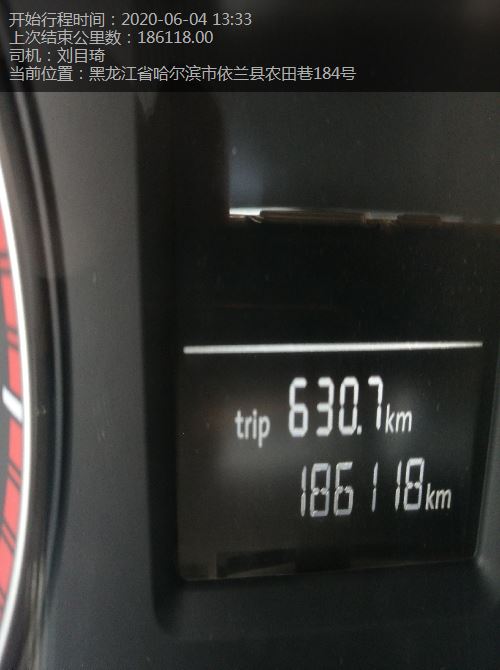 开始行程时间：2020-06-04 13:33
上次结束公里数：186118.00
司机：刘目琦
当前位置：黑龙江省哈尔滨市依兰县农田巷184号
trip 630.7km
186118km